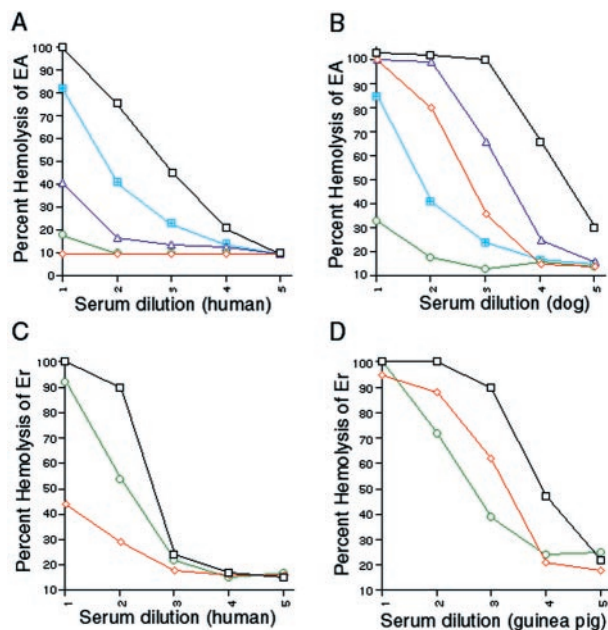 A
Percent Hemolysis of EA
100
90
80
70
60
50
40
30
20
10
0
1 2 3 4 5
Serum dilution (human)
B
Percent Hemolysis of EA
100
90
80
70
60
50
40
30
20
10
1 2 3 4 5
Serum dilution (dog)
C
Percent Hemolysis of Er
100
90
80
70
60
50
40
30
20
10
1 2 3 4 5
Serum dilution (human)
D
Percent Hemolysis of Er
100
90
80
70
60
50
40
30
20
10
1 2 3 4 5
Serum dilution (guinea pig)